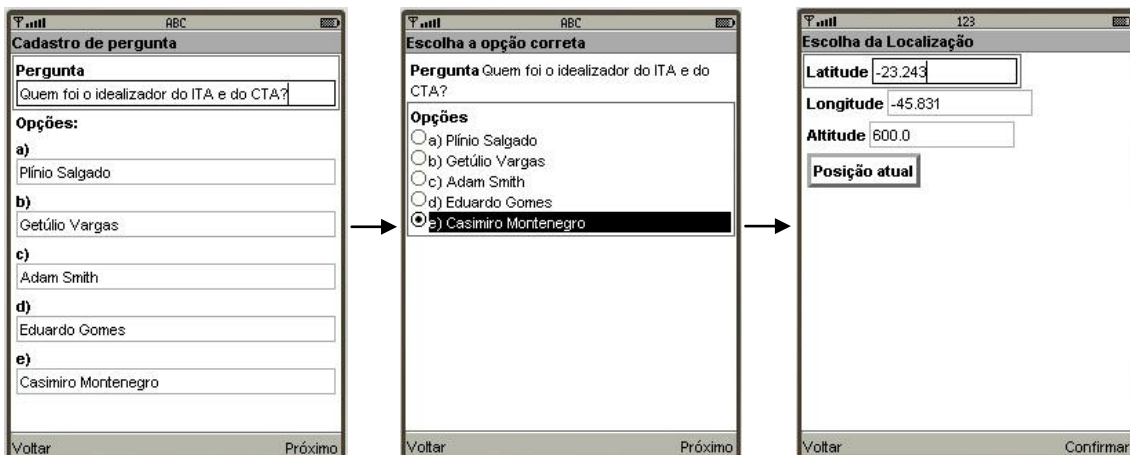 ABC
Cadastro de pergunta
Pergunta
Quem foi o idealizador do ITA e do CTA?
Opções:
a)
Plínio Salgado
b)
Getúlio Vargas
c)
Adam Smith
d)
Eduardo Gomes
e)
Casimiro Montenegro
Voltar Próximo
ABC
Escolha a opção correta
Pergunta Quem foi o idealizador do ITA e do
CTA?
Opções
a) Plínio Salgado
b) Getúlio Vargas
c) Adam Smith
d) Eduardo Gomes
e) Casimiro Montenegro
Voltar Próximo
123
Escolha da Localização
Latitude -23.243
Longitude -45.831
Altitude 600.0
Posição atual
Voltar Confirmar